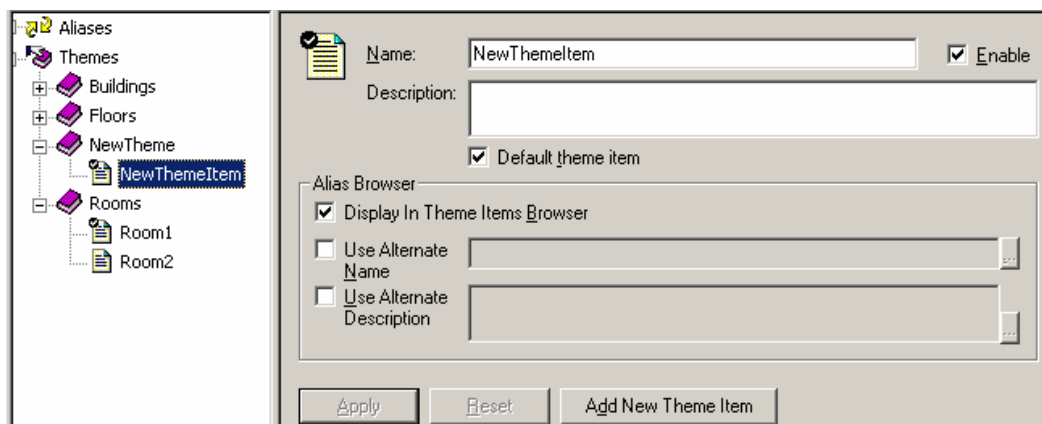 Aliases
Themes
Buildings
Floors
NewTheme
NewThemeItem
Rooms
Room1
Room2
Name:
NewThemeItem
Enable
Description:
Default theme item
Alias Browser
Display In Theme Items Browser
Use Alternate
Name
...
Use Alternate
Description
...
Apply
Reset
Add New Theme Item